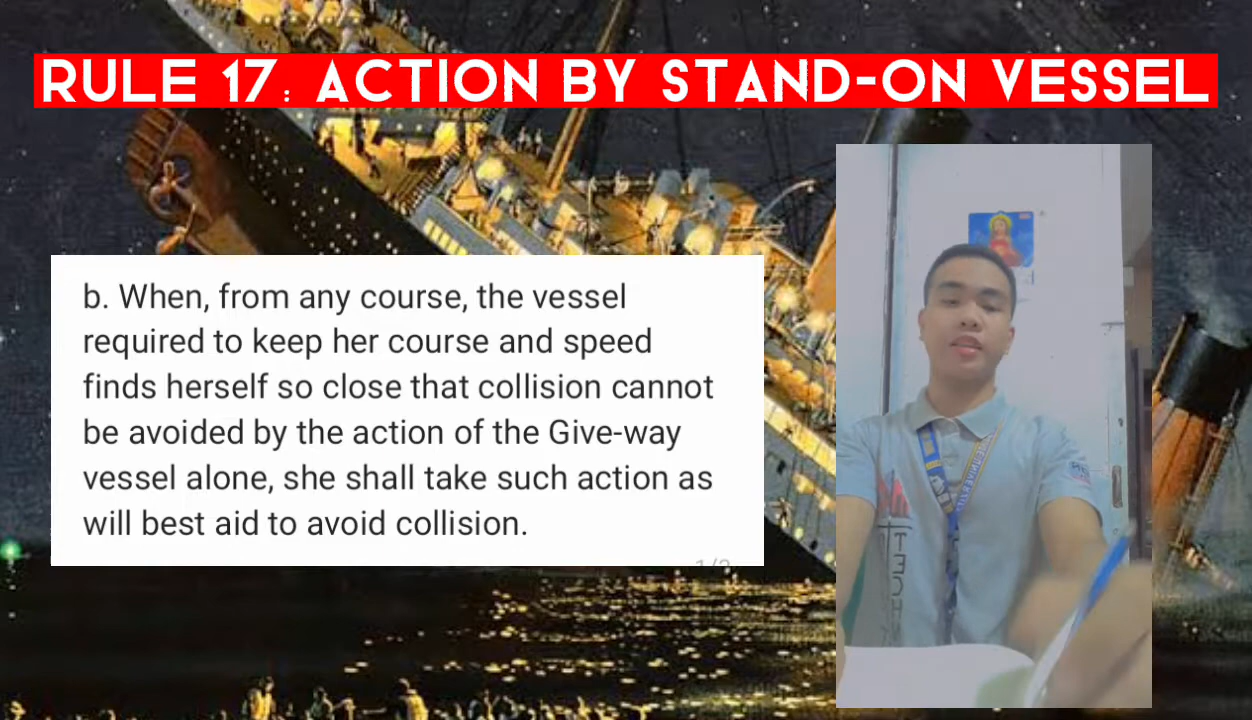 RULE 17: ACTION BY STAND-ON VESSEL
b. When, from any course, the vessel
required to keep her course and speed
finds herself so close that collision cannot
be avoided by the action of the Give-way
vessel alone, she shall take such action as
will best aid to avoid collision.
TECH